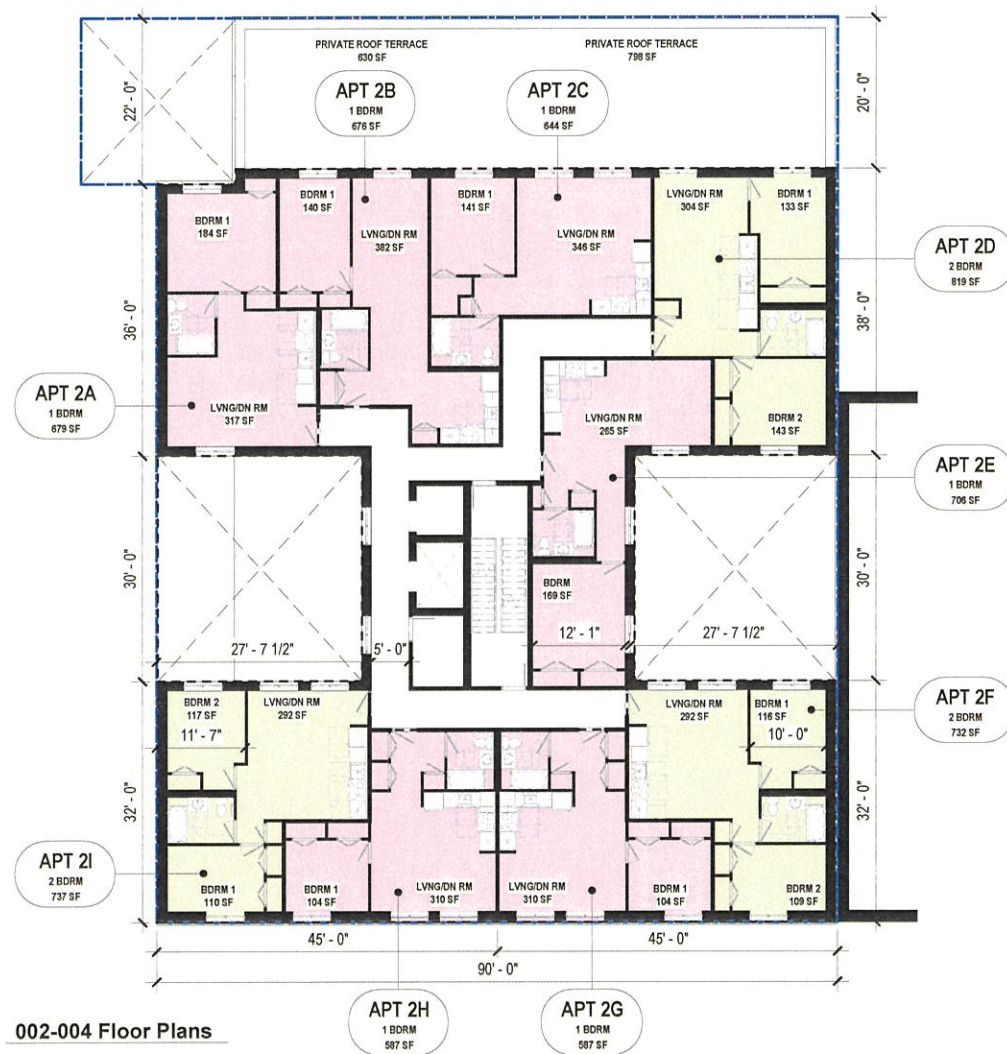 PRIVATE ROOF TERRACE
630 SF
PRIVATE ROOF TERRACE
798 SF
22' - 0"
20' - 0"
APT 2B
1 BDRM
676 SF
APT 2C
1 BDRM
644 SF
BDRM 1
184 SF
BDRM 1
140 SF
LVNG/DN RM
382 SF
BDRM 1
141 SF
LVNG/DN RM
346 SF
LVNG/DN RM
304 SF
BDRM 1
133 SF
APT 2D
2 BDRM
819 SF
36' - 0"
38' - 0"
APT 2A
1 BDRM
679 SF
LVNG/DN RM
317 SF
LVNG/DN RM
265 SF
BDRM 2
143 SF
APT 2E
1 BDRM
706 SF
30' - 0"
30' - 0"
BDRM
169 SF
27' - 7 1/2"
5' - 0"
12' - 1"
27' - 7 1/2"
BDRM 2
117 SF
11' - 7"
LVNG/DN RM
292 SF
LVNG/DN RM
292 SF
BDRM 1
116 SF
10' - 0"
APT 2F
2 BDRM
732 SF
32' - 0"
32' - 0"
APT 2I
2 BDRM
737 SF
BDRM 1
110 SF
BDRM 1
104 SF
LVNG/DN RM
310 SF
LVNG/DN RM
310 SF
BDRM 1
104 SF
BDRM 2
109 SF
45' - 0"
45' - 0"
90' - 0"
APT 2H
1 BDRM
587 SF
APT 2G
1 BDRM
587 SF
002-004 Floor Plans